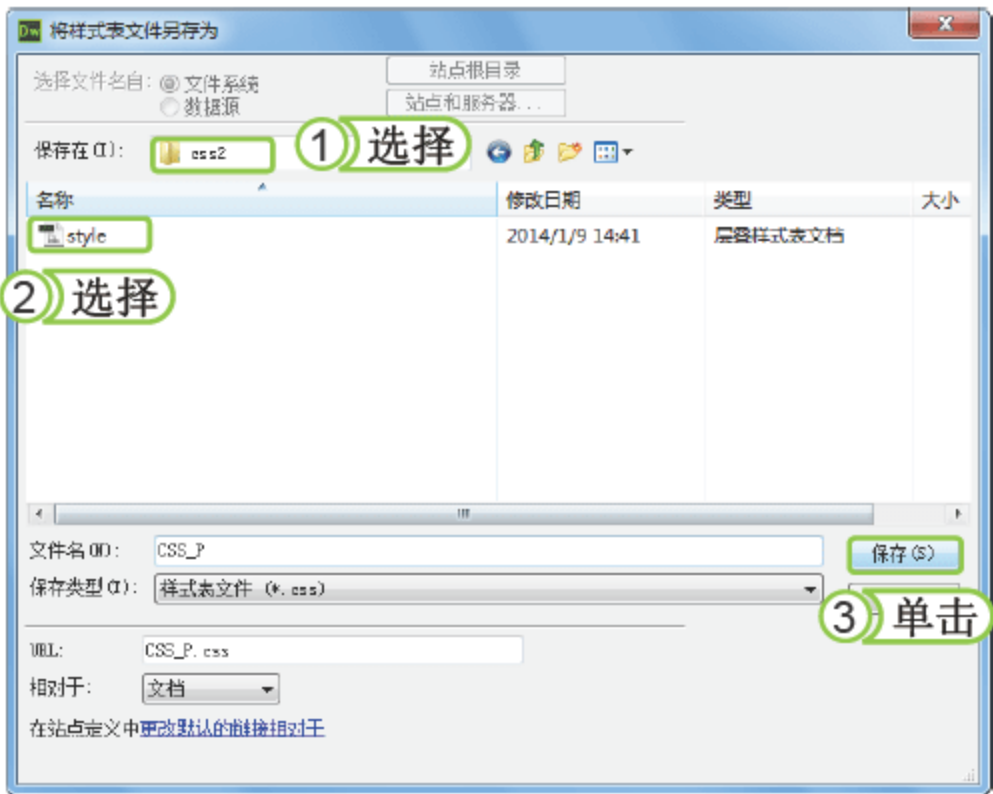 Dw 将样式表文件另存为
选择文件名自: 文件系统 站点根目录
数据源 站点和服务器...
保存在(I): css2 ① 选择
名称 修改日期 类型 大小
style 2014/1/9 14:41 层叠样式表文档
② 选择
文件名(N): CSS_P 保存(S)
保存类型(T): 样式表文件 (*.css)
③ 单击
URL: CSS_P.css
相对于: 文档
在站点定义中更改默认的链接相对于